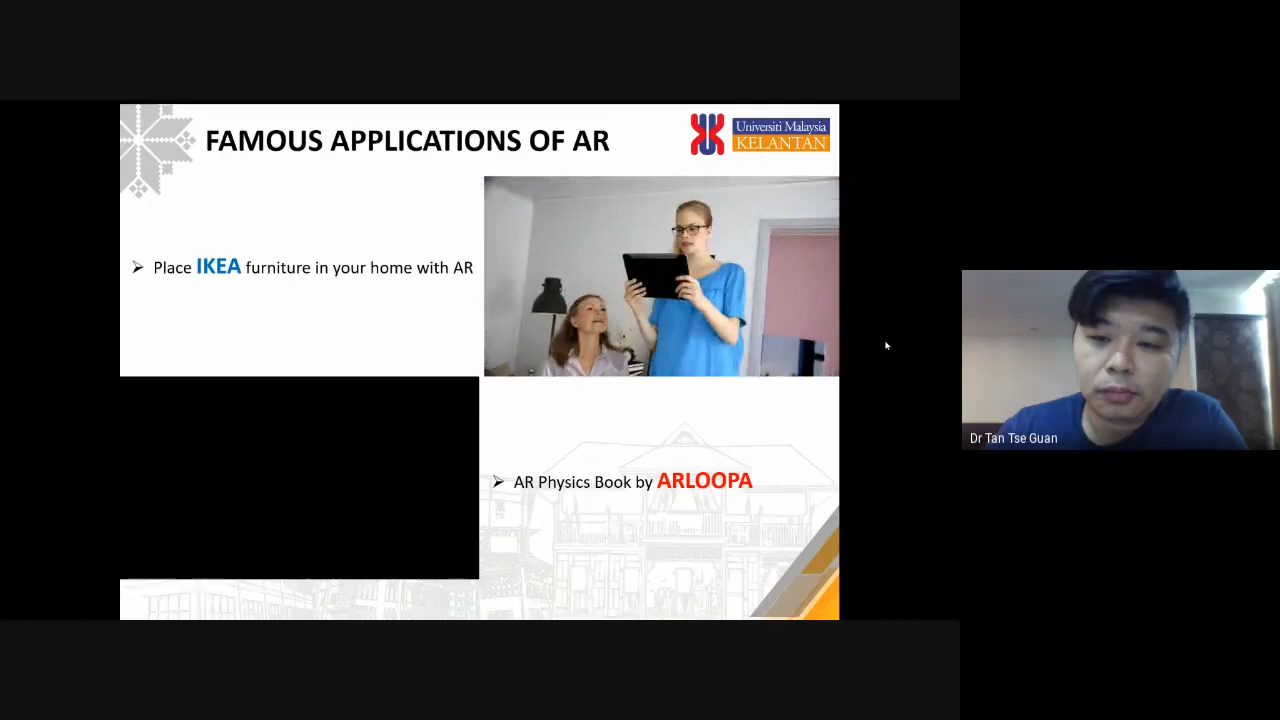 FAMOUS APPLICATIONS OF AR
Universiti Malaysia
KELANTAN
➢ Place IKEA furniture in your home with AR
➢ AR Physics Book by ARLOOPA
Dr Tan Tse Guan